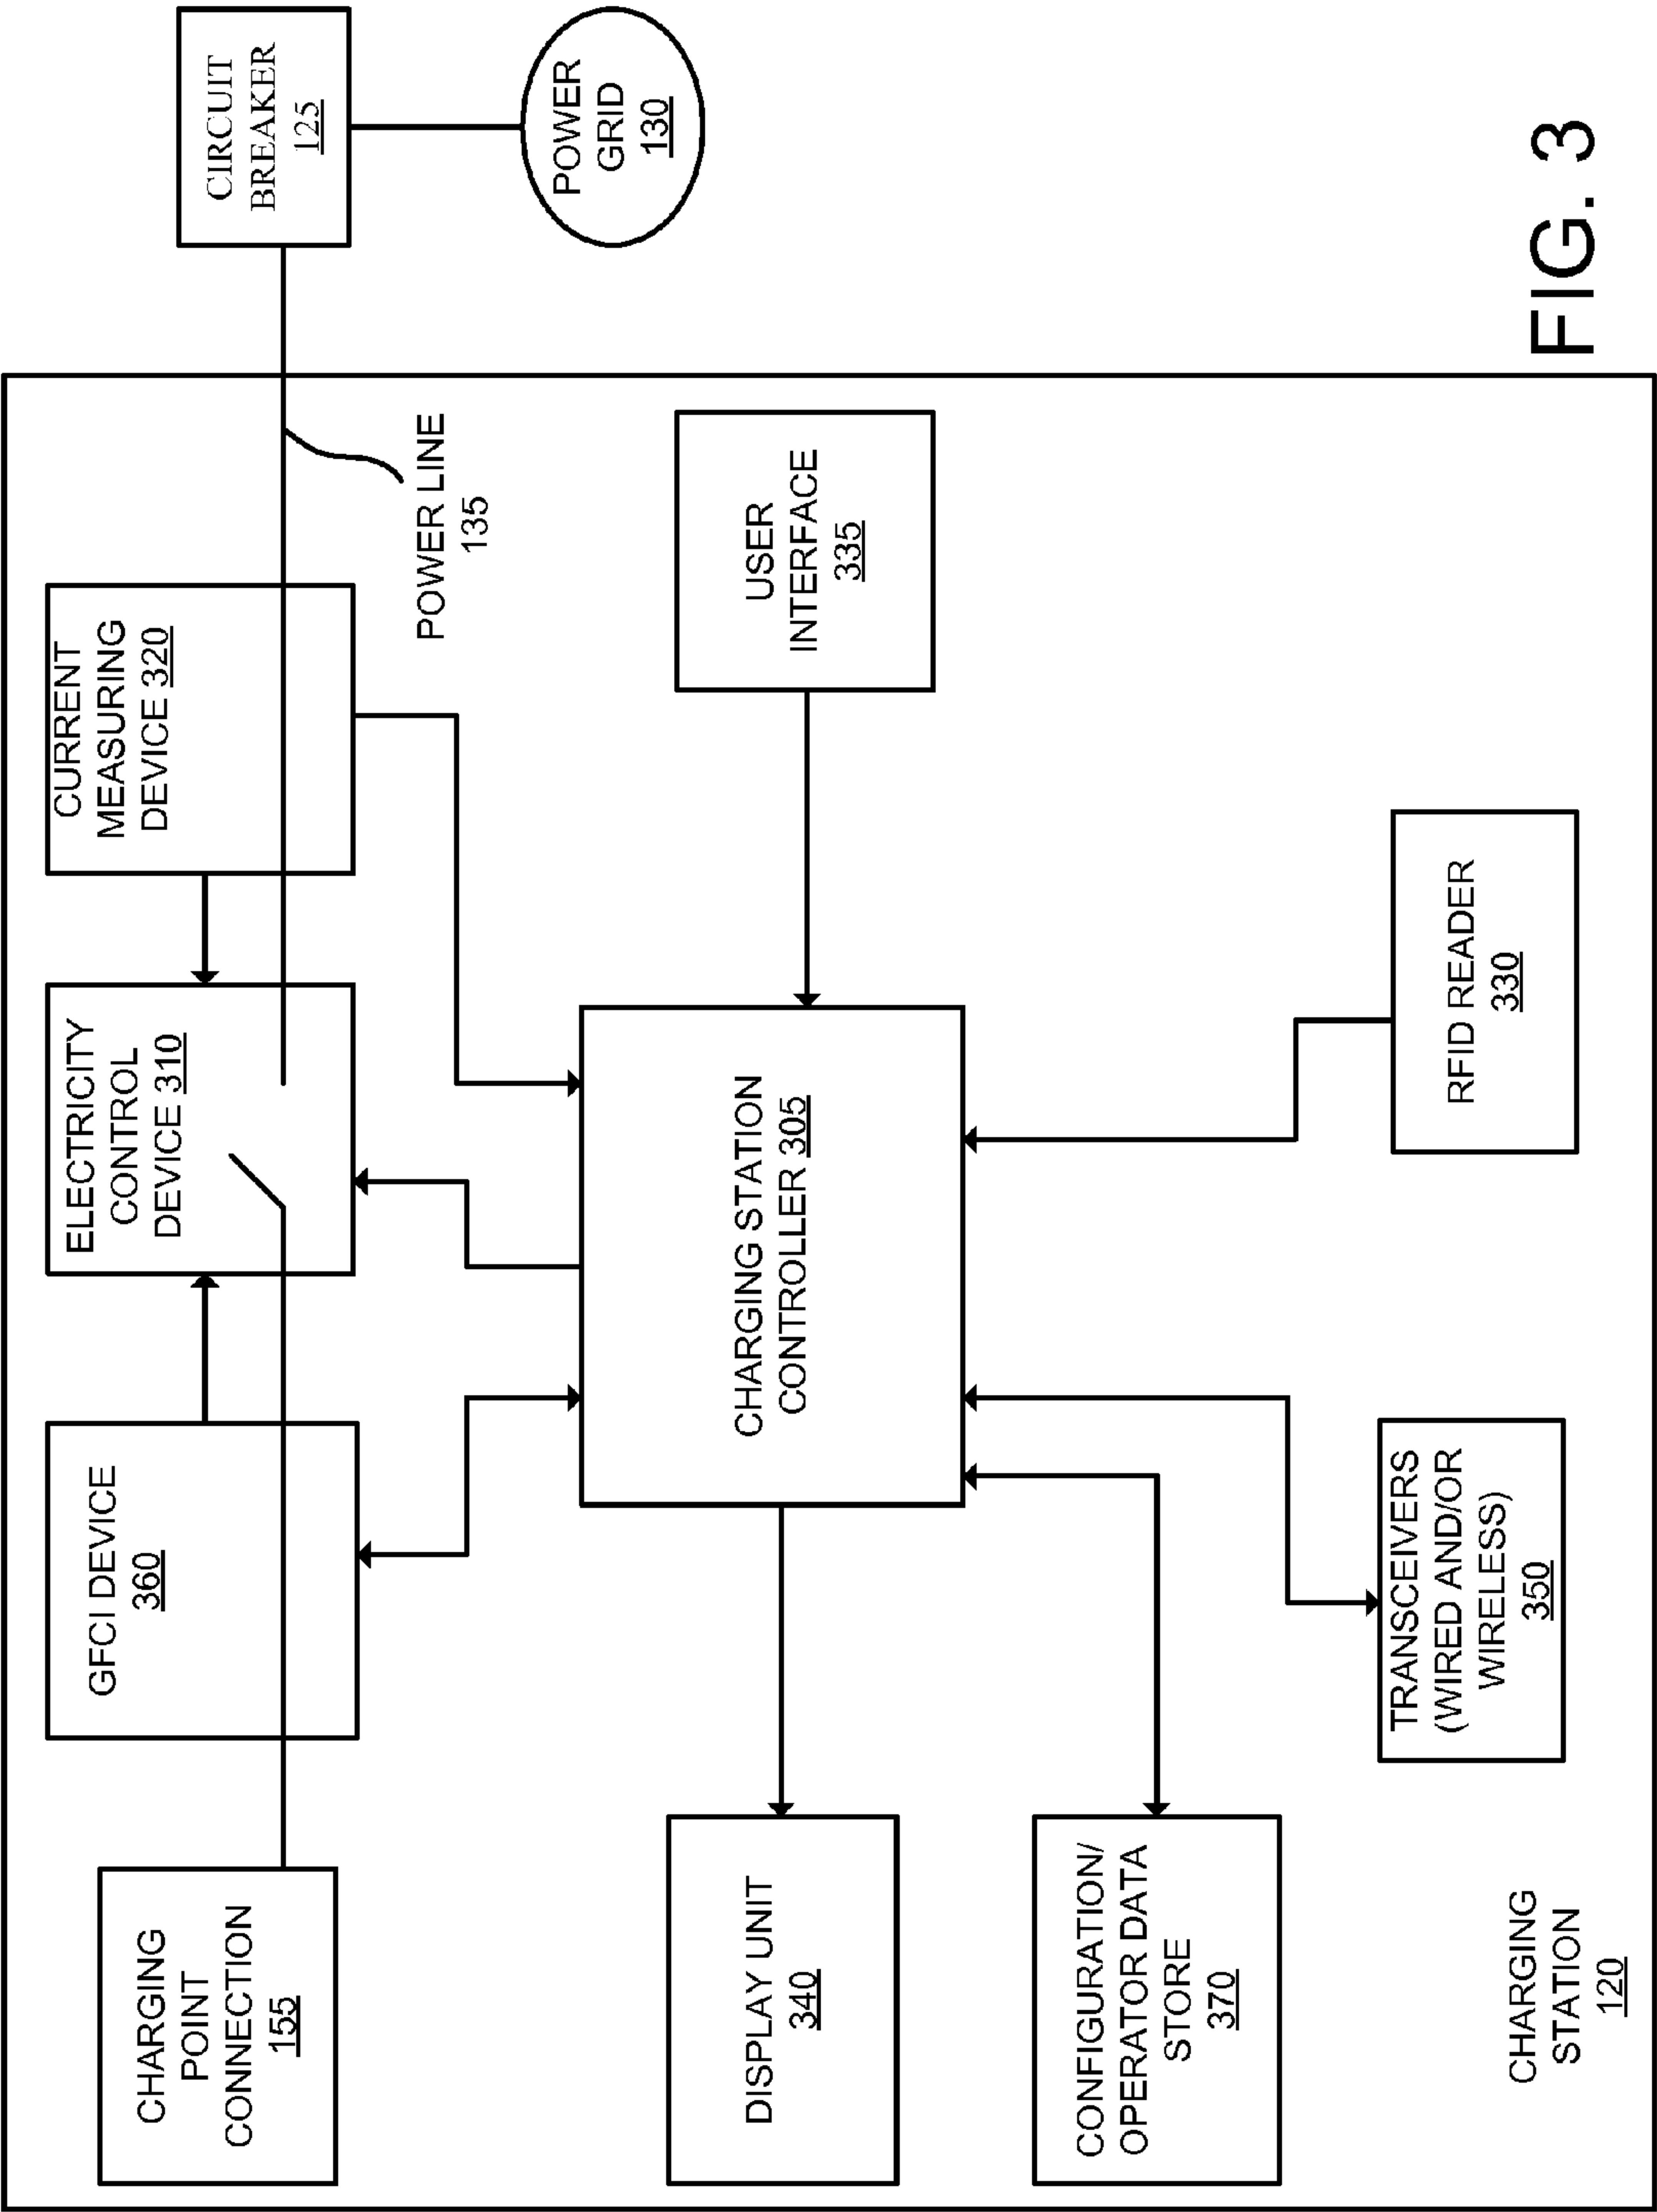 CHARGING
POINT
CONNECTION
155
GFCI DEVICE
360
ELECTRICITY
CONTROL
DEVICE 310
CURRENT
MEASURING
DEVICE 320
CIRCUIT
BREAKER
125
POWER
GRID
130
POWER LINE
135
DISPLAY UNIT
340
CHARGING STATION
CONTROLLER 305
USER
INTERFACE
335
CONFIGURATION/
OPERATOR DATA
STORE
370
TRANSCEIVERS
(WIRED AND/OR
WIRELESS)
350
RFID READER
330
CHARGING
STATION
120
FIG. 3